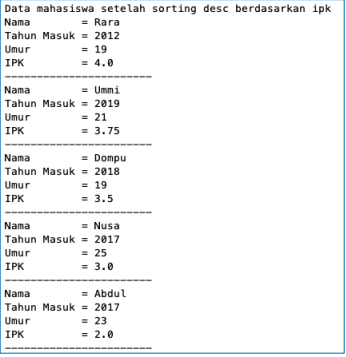 Data mahasiswa setelah sorting desc berdasarkan ipk
Nama        = Rara
Tahun Masuk = 2012
Umur        = 19
IPK         = 4.0
-----------------------
Nama        = Ummi
Tahun Masuk = 2019
Umur        = 21
IPK         = 3.75
-----------------------
Nama        = Dompu
Tahun Masuk = 2018
Umur        = 19
IPK         = 3.5
-----------------------
Nama        = Nusa
Tahun Masuk = 2017
Umur        = 25
IPK         = 3.0
-----------------------
Nama        = Abdul
Tahun Masuk = 2017
Umur        = 23
IPK         = 2.0
-----------------------